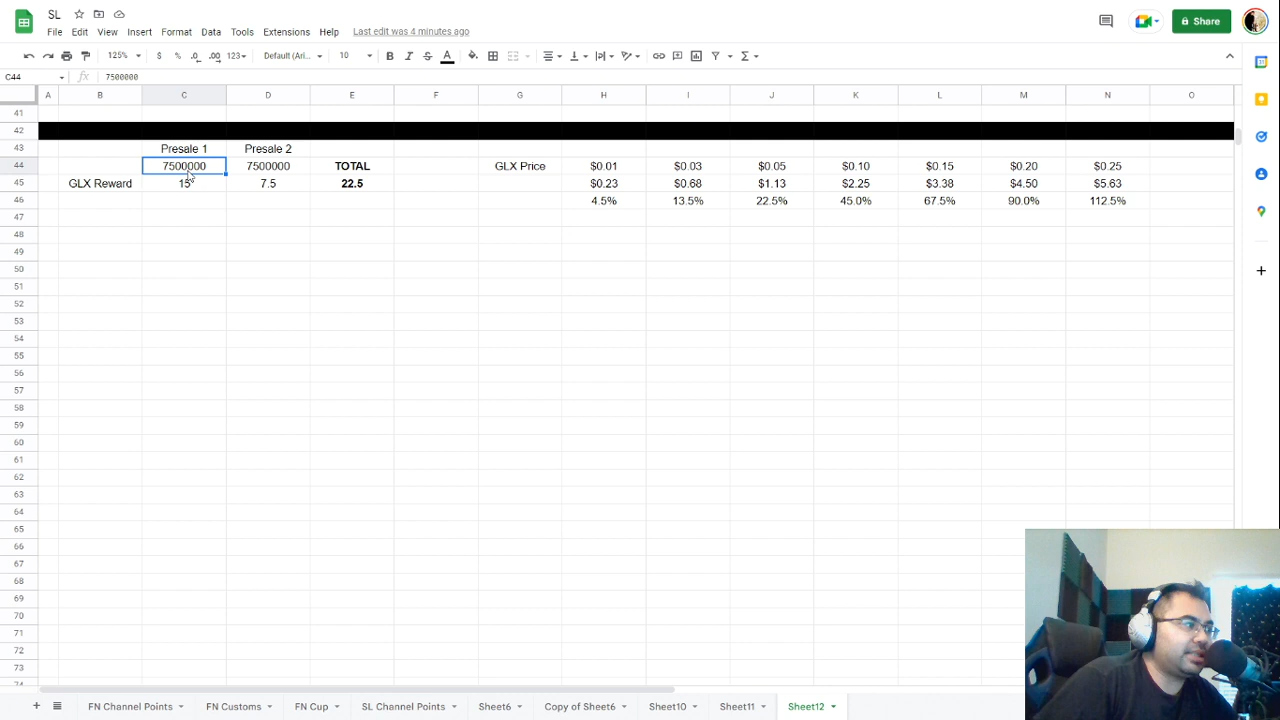 SL
File Edit View Insert Format Data Tools Extensions Help Last edit was 4 minutes ago
Share
125% $ % .0 .00 123 Default (Ar... 10 B I S A
C44 fx 7500000
A B C D E F G H I J K L M N O
41
42
43 Presale 1 Presale 2
44 7500000 7500000 TOTAL GLX Price $0.01 $0.03 $0.05 $0.10 $0.15 $0.20 $0.25
45 GLX Reward 15 7.5 22.5 $0.23 $0.68 $1.13 $2.25 $3.38 $4.50 $5.63
46 4.5% 13.5% 22.5% 45.0% 67.5% 90.0% 112.5%
47
48
49
50
51
52
53
54
55
56
57
58
59
60
61
62
63
64
65
66
67
68
69
70
71
72
73
74
FN Channel Points FN Customs FN Cup SL Channel Points Sheet6 Copy of Sheet6 Sheet10 Sheet11 Sheet12